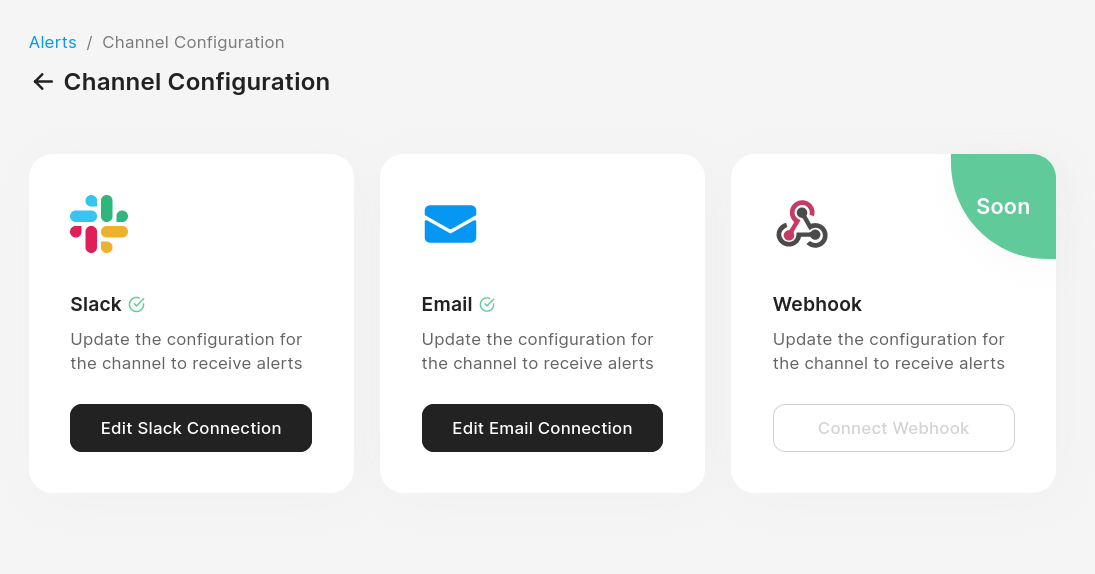 Alerts / Channel Configuration
Channel Configuration
Slack
Update the configuration for
the channel to receive alerts
Edit Slack Connection
Email
Update the configuration for
the channel to receive alerts
Edit Email Connection
Soon
Webhook
Update the configuration for
the channel to receive alerts
Connect Webhook